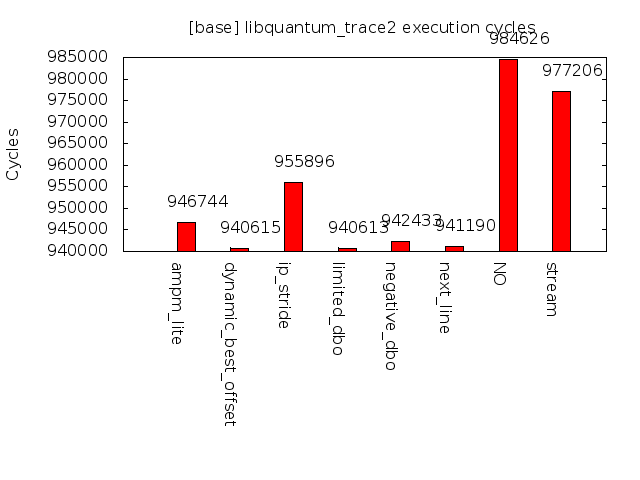 [base] libquantum_trace2 execution cycles
Cycles
985000
980000
975000
970000
965000
960000
955000
950000
945000
940000
946744
940615
955896
940613
942433
941190
984626
977206
ampm_lite
dynamic_best_offset
ip_stride
limited_dbo
negative_dbo
next_line
NO
stream